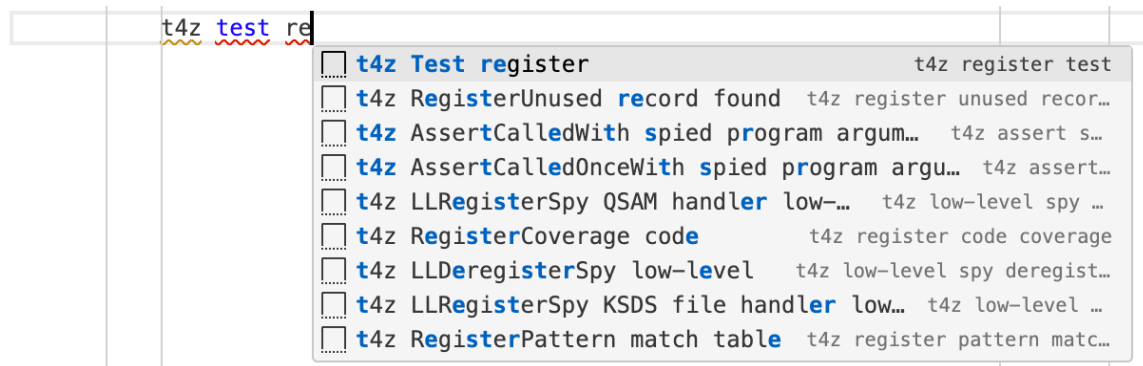 t4z test re
t4z Test register t4z register test
t4z RegisterUnused record found t4z register unused recor…
t4z AssertCalledWith spied program argum… t4z assert s…
t4z AssertCalledOnceWith spied program argu… t4z assert…
t4z LLRegisterSpy QSAM handler low-… t4z low-level spy …
t4z RegisterCoverage code t4z register code coverage
t4z LLDeregisterSpy low-level t4z low-level spy deregist…
t4z LLRegisterSpy KSDS file handler low… t4z low-level …
t4z RegisterPattern match table t4z register pattern matc…